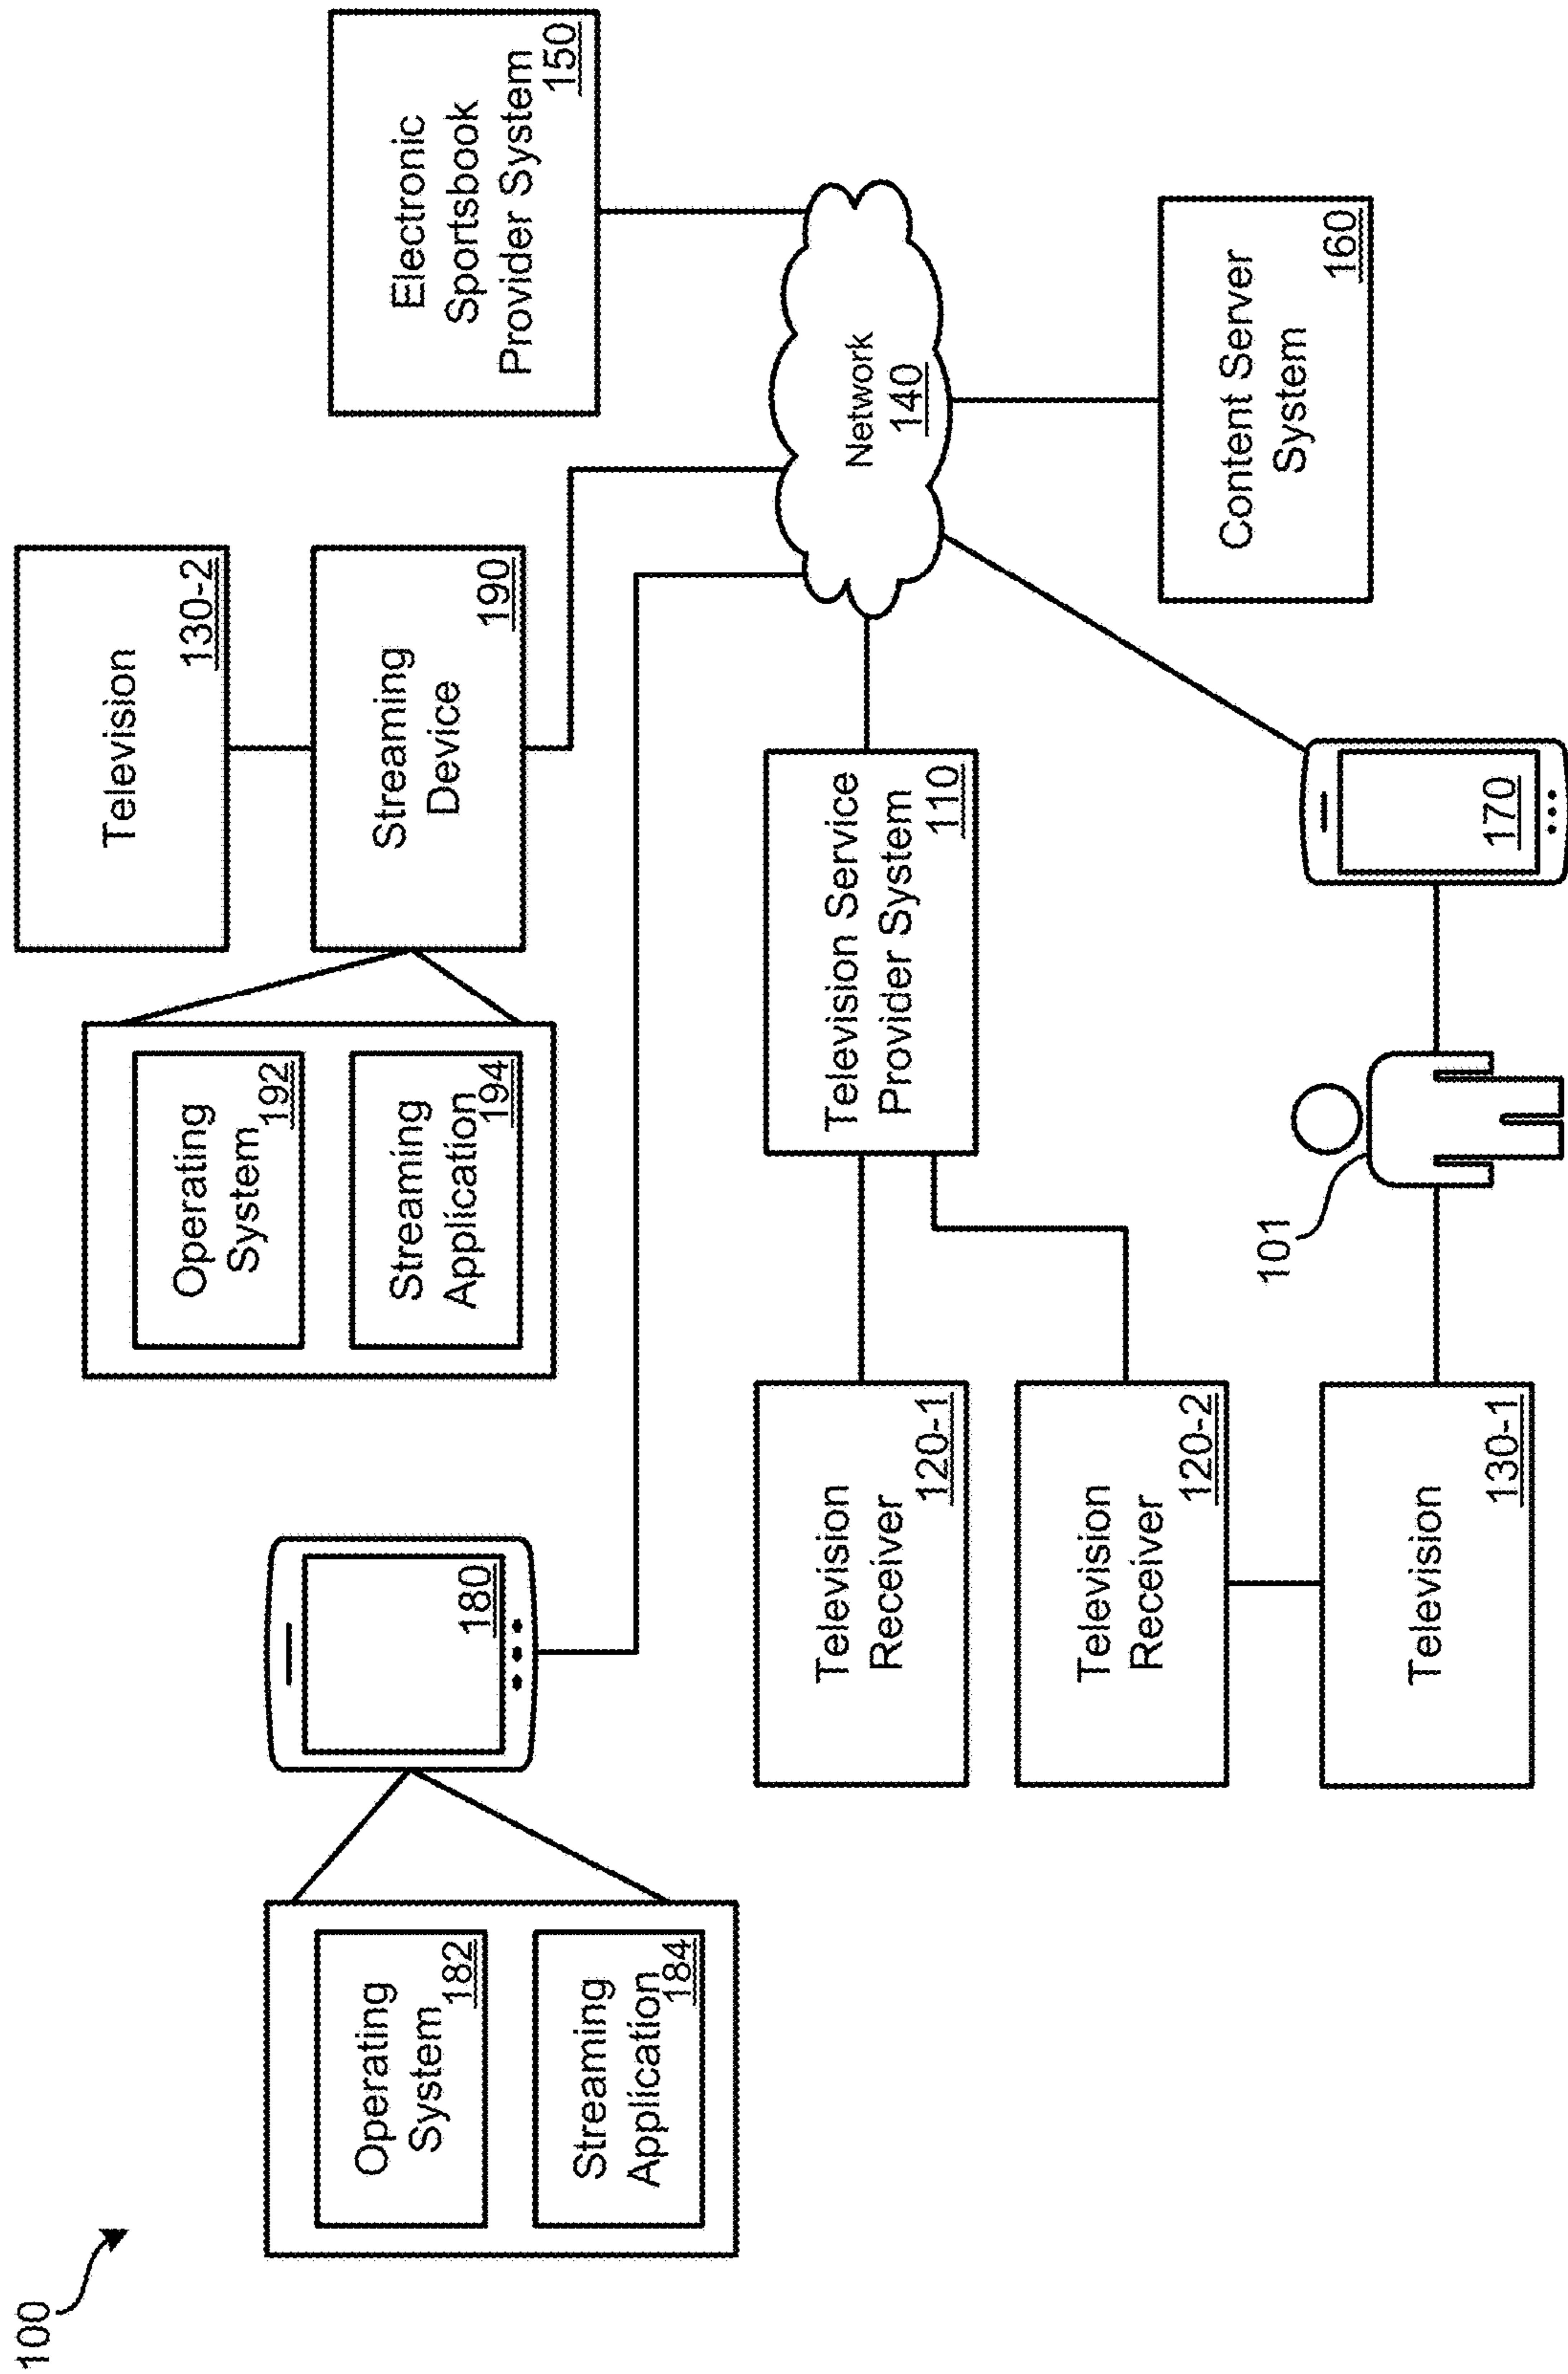 100
Television
130-2
Electronic
Sportsbook
Provider System
150
Operating
System
192
Streaming
Application
194
Streaming
Device
190
180
Operating
System
182
Streaming
Application
184
Network
140
Television Service
Provider System
110
Television
Receiver
120-1
Television
Receiver
120-2
Content Server
System
160
101
170
Television
130-1